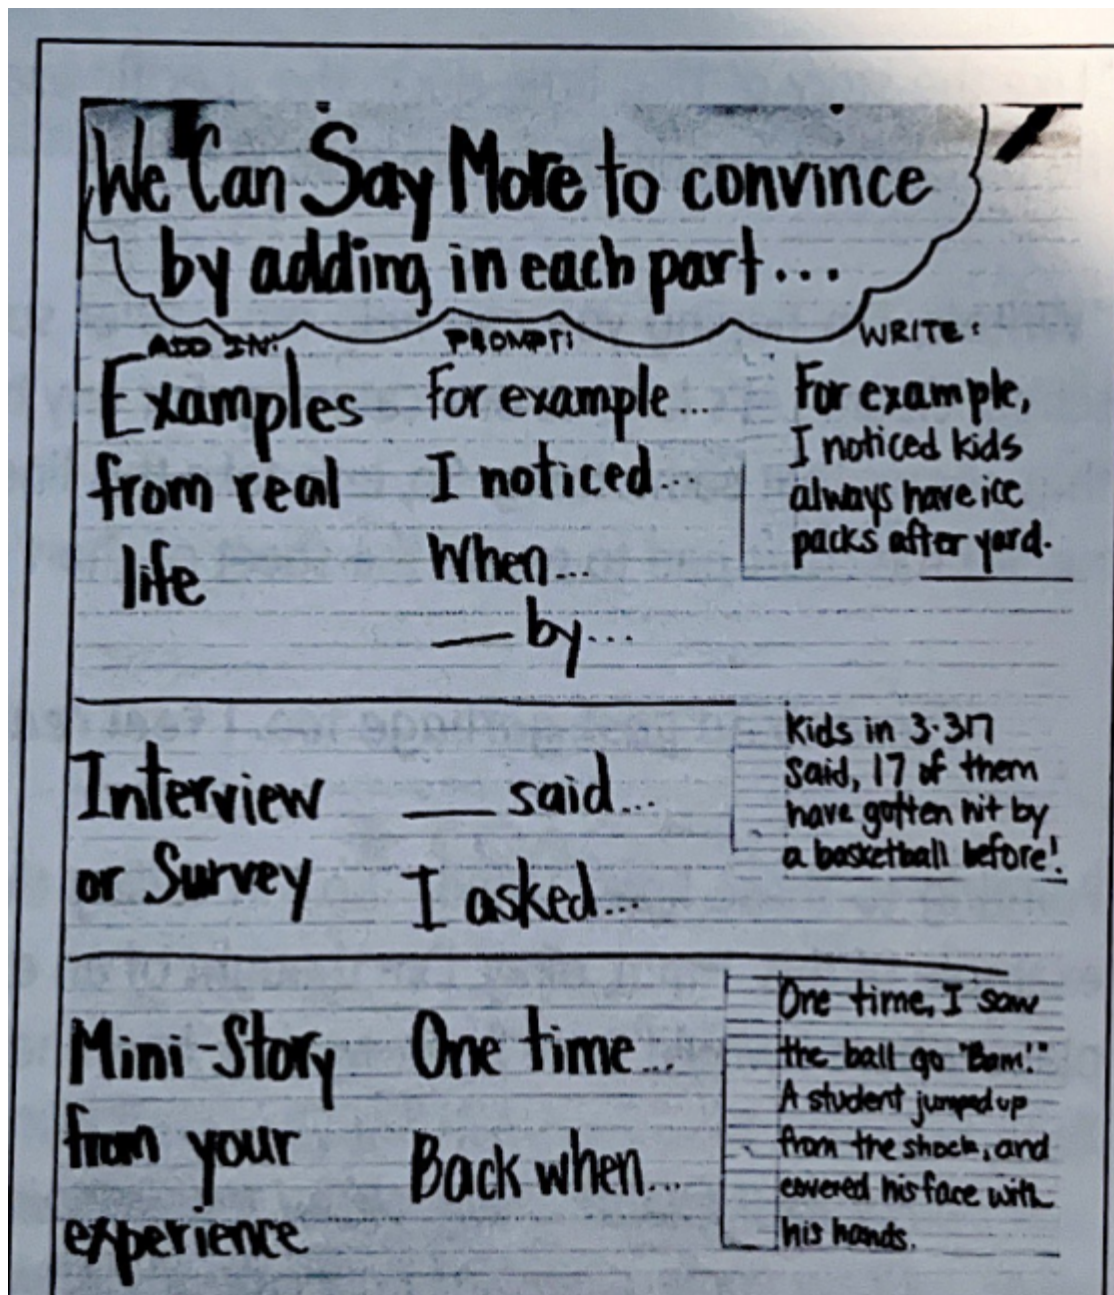 We Can Say More to convince
by adding in each part...
ADD IN:
Examples
from real
life
PROMPT:
For example...
I noticed...
When...
— by...
WRITE:
For example,
I noticed kids
always have ice
packs after yard.
Interview
or Survey
— said...
I asked...
Kids in 3-317
said, 17 of them
have gotten hit by
a basketball before!
Mini-Story
from your
experience
One time...
Back when...
One time, I saw
the ball go "Bam!"
A student jumped up
from the shock, and
covered his face with
his hands.